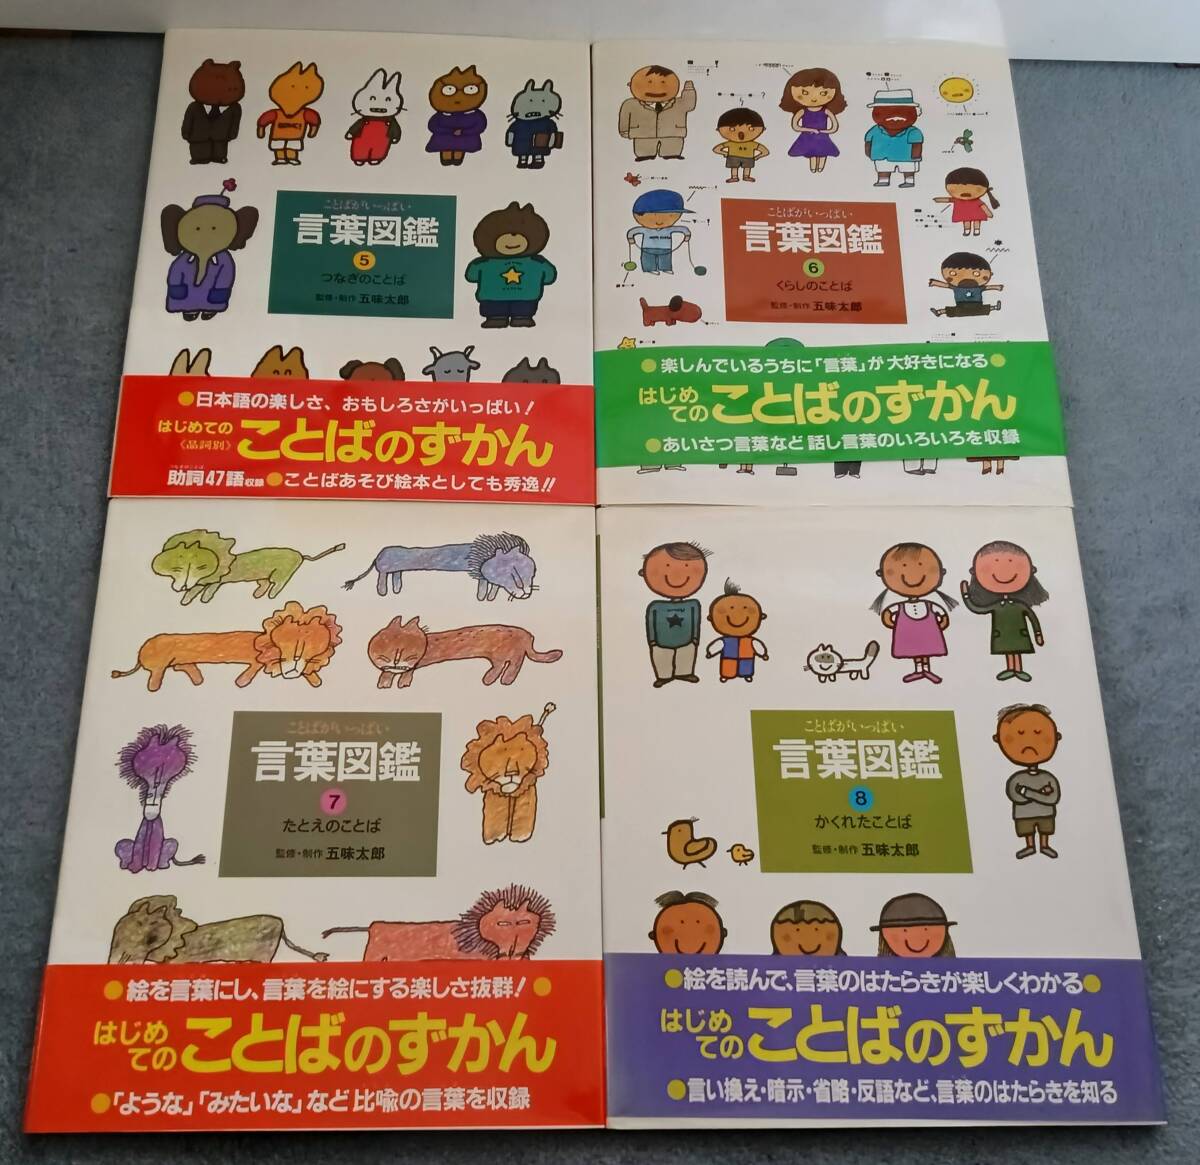 ことばがいっぱい
言葉図鑑
5
つなぎのことば
監修・制作 五味太郎
●日本語の楽しさ、おもしろさがいっぱい!
はじめての
〈品詞別〉
ことばのずかん
つなぎのことば
助詞47語収録●ことばあそび絵本としても秀逸!!
ことばがいっぱい
言葉図鑑
6
くらしのことば
監修・制作 五味太郎
●楽しんでいるうちに「言葉」が大好きになる●
はじめ
ての
ことばのずかん
●あいさつ言葉など話し言葉のいろいろを収録
ことばがいっぱい
言葉図鑑
7
たとえのことば
監修・制作 五味太郎
●絵を言葉にし、言葉を絵にする楽しさ抜群!●
はじめ
ての
ことばのずかん
●「ような」「みたいな」など比喩の言葉を収録
ことばがいっぱい
言葉図鑑
8
かくれたことば
監修・制作 五味太郎
●絵を読んで、言葉のはたらきが楽しくわかる●
はじめ
ての
ことばのずかん
●言い換え・暗示・省略・反語など、言葉のはたらきを知る